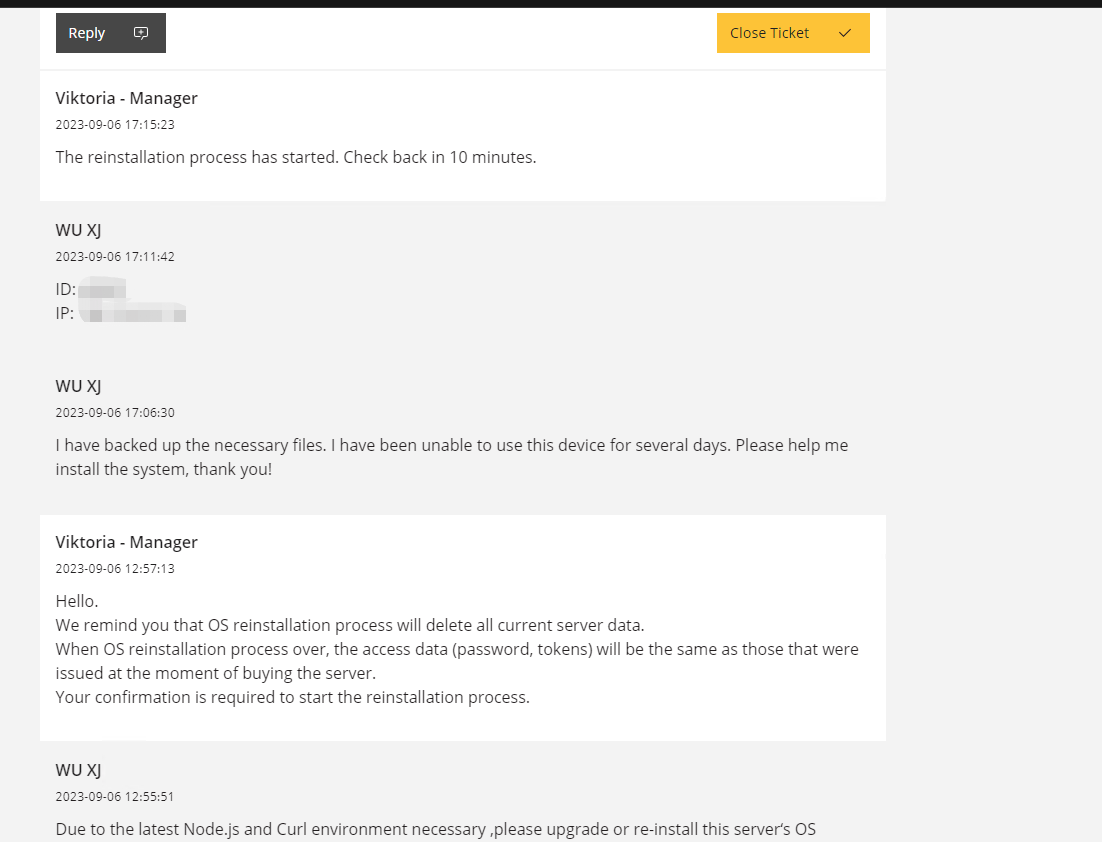 Reply
Close Ticket
Viktoria - Manager
2023-09-06 17:15:23
The reinstallation process has started. Check back in 10 minutes.
WU XJ
2023-09-06 17:11:42
ID:
IP:
WU XJ
2023-09-06 17:06:30
I have backed up the necessary files. I have been unable to use this device for several days. Please help me
install the system, thank you!
Viktoria - Manager
2023-09-06 12:57:13
Hello.
We remind you that OS reinstallation process will delete all current server data.
When OS reinstallation process over, the access data (password, tokens) will be the same as those that were
issued at the moment of buying the server.
Your confirmation is required to start the reinstallation process.
WU XJ
2023-09-06 12:55:51
Due to the latest Node.js and Curl environment necessary ,please upgrade or re-install this server‘s OS